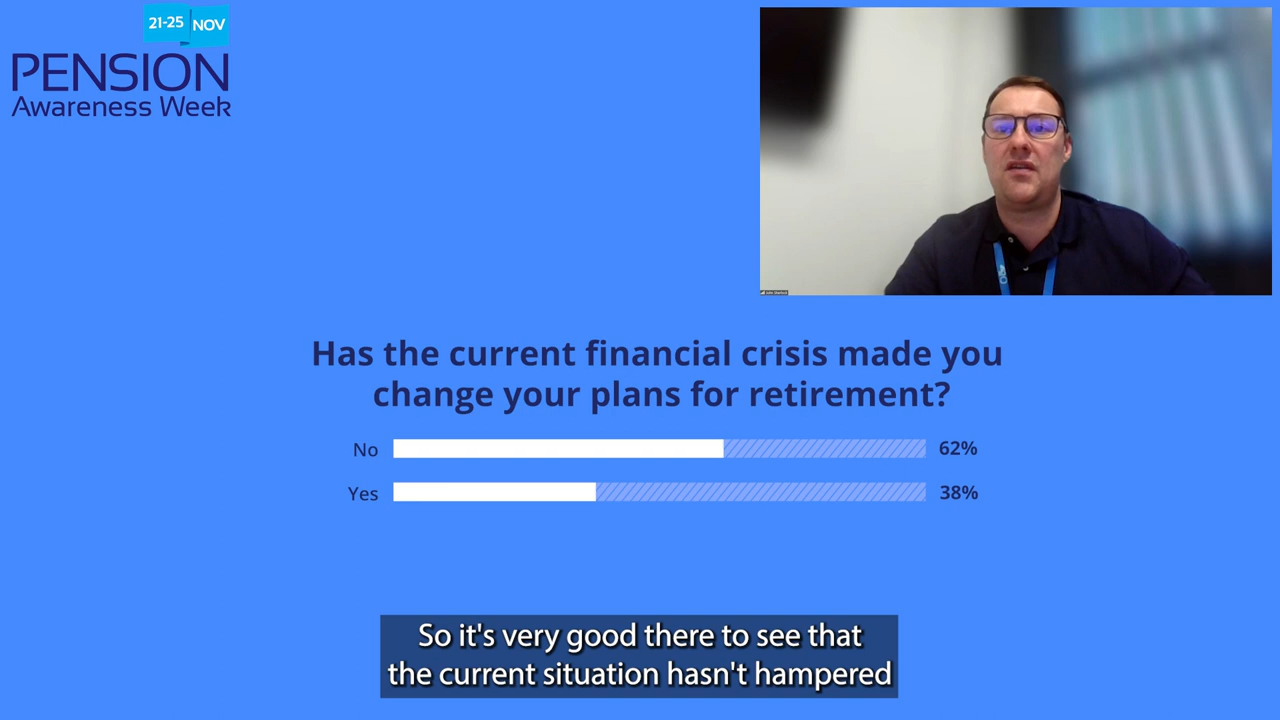 21-25 NOV
PENSION
Awareness Week
Has the current financial crisis made you
change your plans for retirement?
No 62%
Yes 38%
So it's very good there to see that
the current situation hasn't hampered